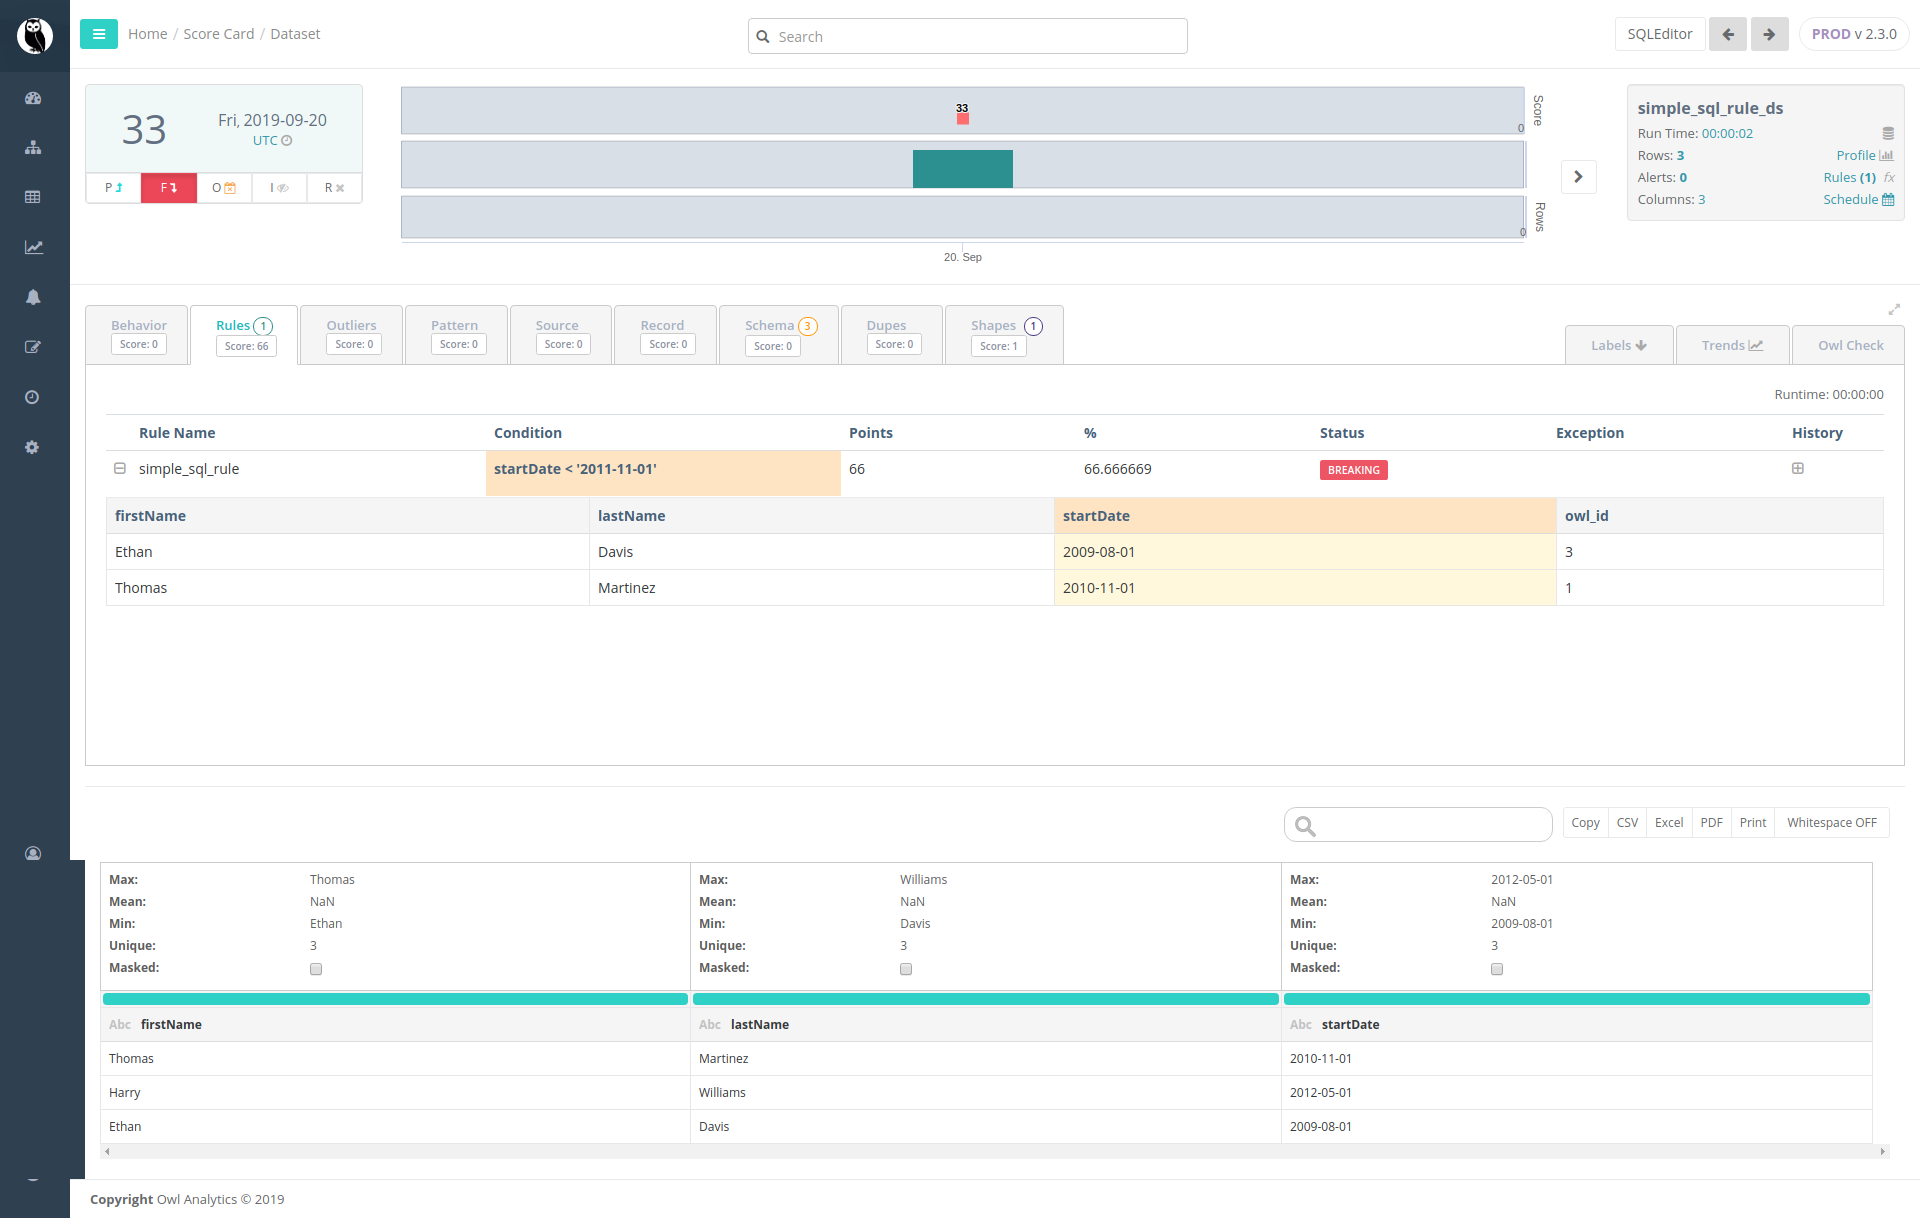 Home / Score Card / Dataset
Search
SQLEditor
PROD v 2.3.0
33
Fri, 2019-09-20
UTC
P
F
O
I
R
33
0
Score
0
Rows
20. Sep
simple_sql_rule_ds
Run Time: 00:00:02
Rows: 3 Profile
Alerts: 0 Rules (1) fx
Columns: 3 Schedule
Behavior
Score: 0
Rules 1
Score: 66
Outliers
Score: 0
Pattern
Score: 0
Source
Score: 0
Record
Score: 0
Schema 3
Score: 0
Dupes
Score: 0
Shapes 1
Score: 1
Labels
Trends
Owl Check
Runtime: 00:00:00
Rule Name Condition Points % Status Exception History
simple_sql_rule startDate < '2011-11-01' 66 66.666669 BREAKING
firstName lastName startDate owl_id
Ethan Davis 2009-08-01 3
Thomas Martinez 2010-11-01 1
Copy CSV Excel PDF Print Whitespace OFF
Max: Thomas Max: Williams Max: 2012-05-01
Mean: NaN Mean: NaN Mean: NaN
Min: Ethan Min: Davis Min: 2009-08-01
Unique: 3 Unique: 3 Unique: 3
Masked: Masked: Masked:
Abc firstName Abc lastName Abc startDate
Thomas Martinez 2010-11-01
Harry Williams 2012-05-01
Ethan Davis 2009-08-01
Copyright Owl Analytics © 2019